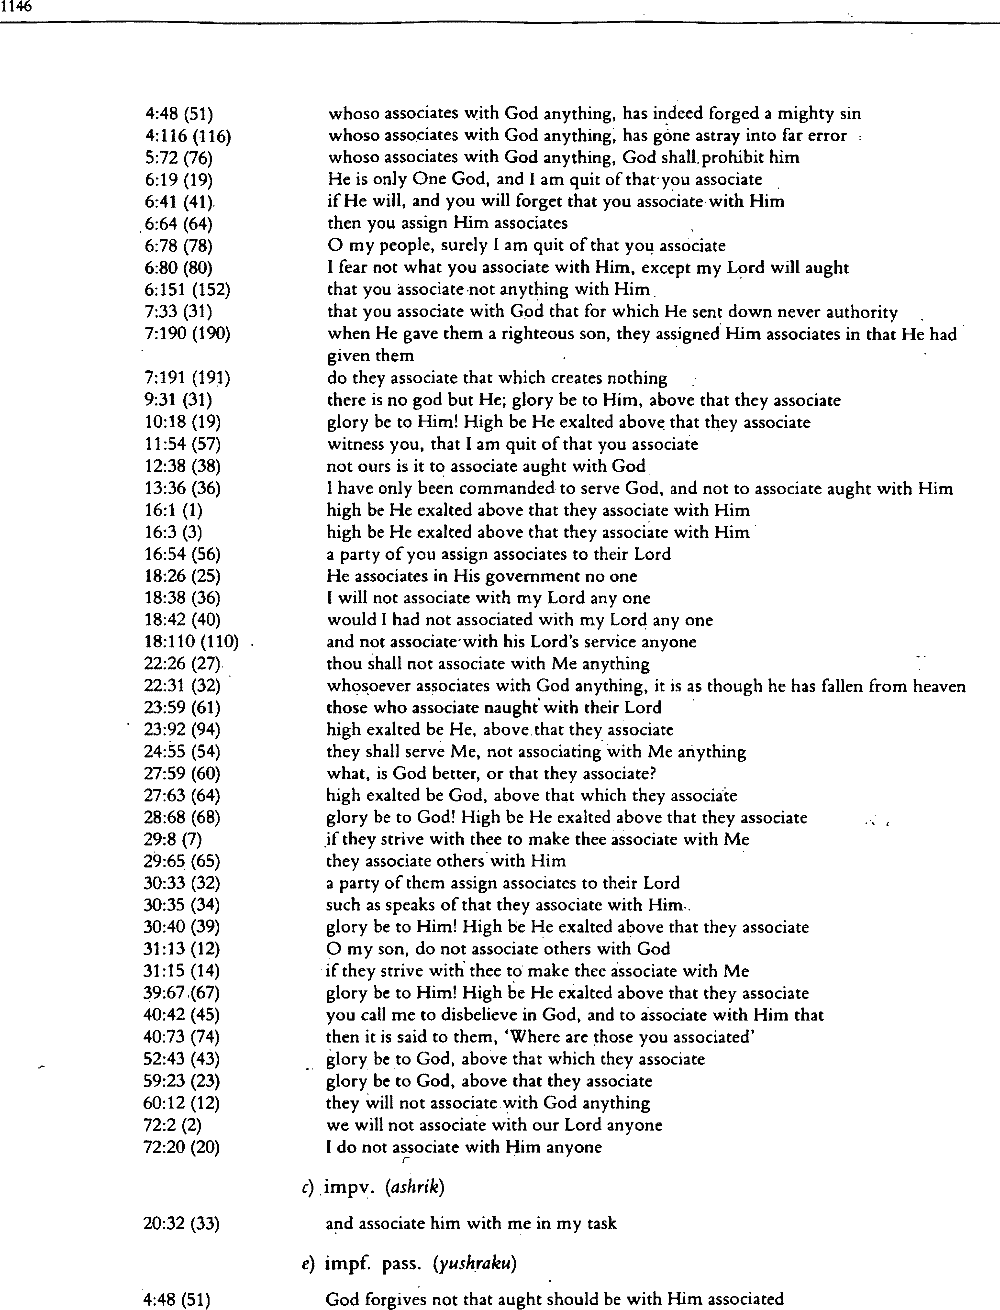 1146
4:48 (51) whoso associates with God anything, has indeed forged a mighty sin
4:116 (116) whoso associates with God anything, has gone astray into far error
5:72 (76) whoso associates with God anything, God shall prohibit him
6:19 (19) He is only One God, and I am quit of that you associate
6:41 (41) if He will, and you will forget that you associate with Him
6:64 (64) then you assign Him associates
6:78 (78) O my people, surely I am quit of that you associate
6:80 (80) I fear not what you associate with Him, except my Lord will aught
6:151 (152) that you associate not anything with Him
7:33 (31) that you associate with God that for which He sent down never authority
7:190 (190) when He gave them a righteous son, they assigned Him associates in that He had
given them
7:191 (191) do they associate that which creates nothing
9:31 (31) there is no god but He; glory be to Him, above that they associate
10:18 (19) glory be to Him! High be He exalted above that they associate
11:54 (57) witness you, that I am quit of that you associate
12:38 (38) not ours is it to associate aught with God
13:36 (36) I have only been commanded to serve God, and not to associate aught with Him
16:1 (1) high be He exalted above that they associate with Him
16:3 (3) high be He exalted above that they associate with Him
16:54 (56) a party of you assign associates to their Lord
18:26 (25) He associates in His government no one
18:38 (36) I will not associate with my Lord any one
18:42 (40) would I had not associated with my Lord any one
18:110 (110) and not associate with his Lord's service anyone
22:26 (27) thou shall not associate with Me anything
22:31 (32) whosoever associates with God anything, it is as though he has fallen from heaven
23:59 (61) those who associate naught with their Lord
23:92 (94) high exalted be He, above that they associate
24:55 (54) they shall serve Me, not associating with Me anything
27:59 (60) what, is God better, or that they associate?
27:63 (64) high exalted be God, above that which they associate
28:68 (68) glory be to God! High be He exalted above that they associate
29:8 (7) if they strive with thee to make thee associate with Me
29:65 (65) they associate others with Him
30:33 (32) a party of them assign associates to their Lord
30:35 (34) such as speaks of that they associate with Him
30:40 (39) glory be to Him! High be He exalted above that they associate
31:13 (12) O my son, do not associate others with God
31:15 (14) if they strive with thee to make thee associate with Me
39:67 (67) glory be to Him! High be He exalted above that they associate
40:42 (45) you call me to disbelieve in God, and to associate with Him that
40:73 (74) then it is said to them, 'Where are those you associated'
52:43 (43) glory be to God, above that which they associate
59:23 (23) glory be to God, above that they associate
60:12 (12) they will not associate with God anything
72:2 (2) we will not associate with our Lord anyone
72:20 (20) I do not associate with Him anyone
c) impv. (ashrik)
20:32 (33) and associate him with me in my task
e) impf. pass. (yushraku)
4:48 (51) God forgives not that aught should be with Him associated